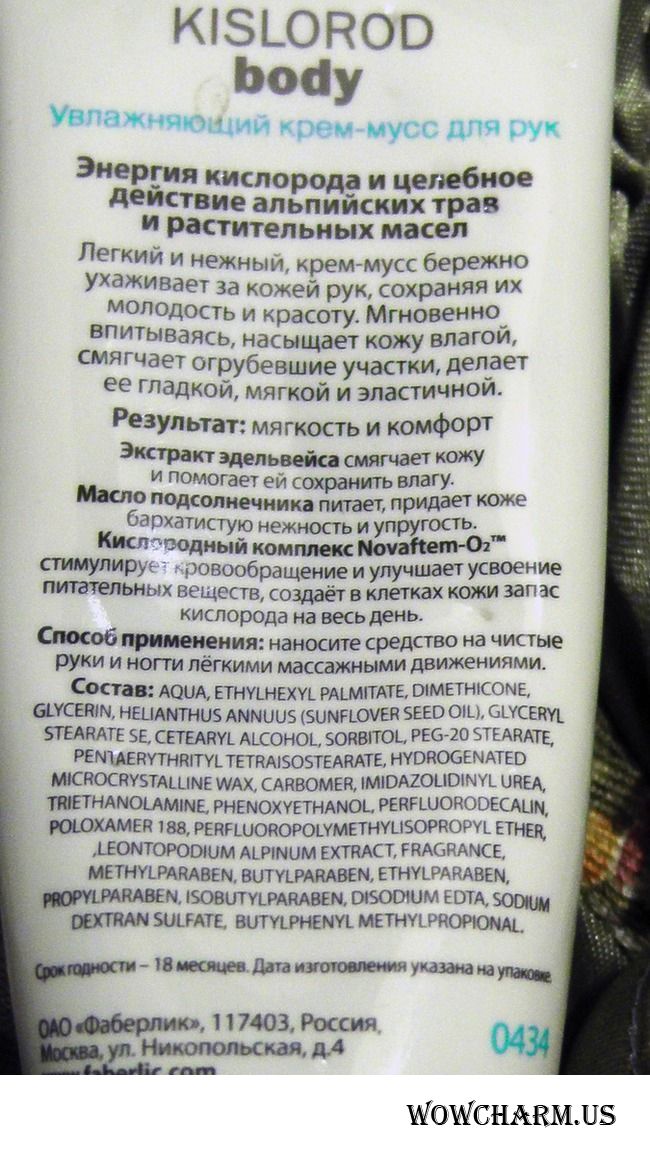 KISLOROD
body
Увлажняющий крем-мусс для рук
Энергия кислорода и целебное
действие альпийских трав
и растительных масел
Легкий и нежный, крем-мусс бережно
ухаживает за кожей рук, сохраняя их
молодость и красоту. Мгновенно
впитываясь, насыщает кожу влагой,
смягчает огрубевшие участки, делает
ее гладкой, мягкой и эластичной.
Результат: мягкость и комфорт
Экстракт эдельвейса смягчает кожу
и помогает ей сохранить влагу.
Масло подсолнечника питает, придает коже
бархатистую нежность и упругость.
Кислородный комплекс Novaftem-O₂™
стимулирует кровообращение и улучшает усвоение
питательных веществ, создаёт в клетках кожи запас
кислорода на весь день.
Способ применения: наносите средство на чистые
руки и ногти лёгкими массажными движениями.
Состав: AQUA, ETHYLHEXYL PALMITATE, DIMETHICONE,
GLYCERIN, HELIANTHUS ANNUUS (SUNFLOVER SEED OIL), GLYCERYL
STEARATE SE, CETEARYL ALCOHOL, SORBITOL, PEG-20 STEARATE,
PENTAERYTHRITYL TETRAISOSTEARATE, HYDROGENATED
MICROCRYSTALLINE WAX, CARBOMER, IMIDAZOLIDINYL UREA,
TRIETHANOLAMINE, PHENOXYETHANOL, PERFLUORODECALIN,
POLOXAMER 188, PERFLUOROPOLYMETHYLISOPROPYL ETHER,
,LEONTOPODIUM ALPINUM EXTRACT, FRAGRANCE,
METHYLPARABEN, BUTYLPARABEN, ETHYLPARABEN,
PROPYLPARABEN, ISOBUTYLPARABEN, DISODIUM EDTA, SODIUM
DEXTRAN SULFATE, BUTYLPHENYL METHYLPROPIONAL.
Срок годности – 18 месяцев. Дата изготовления указана на упаковке.
ОАО «Фаберлик», 117403, Россия,
Москва, ул. Никопольская, д.4
0434
www.faberlic.com
WOWCHARM.US